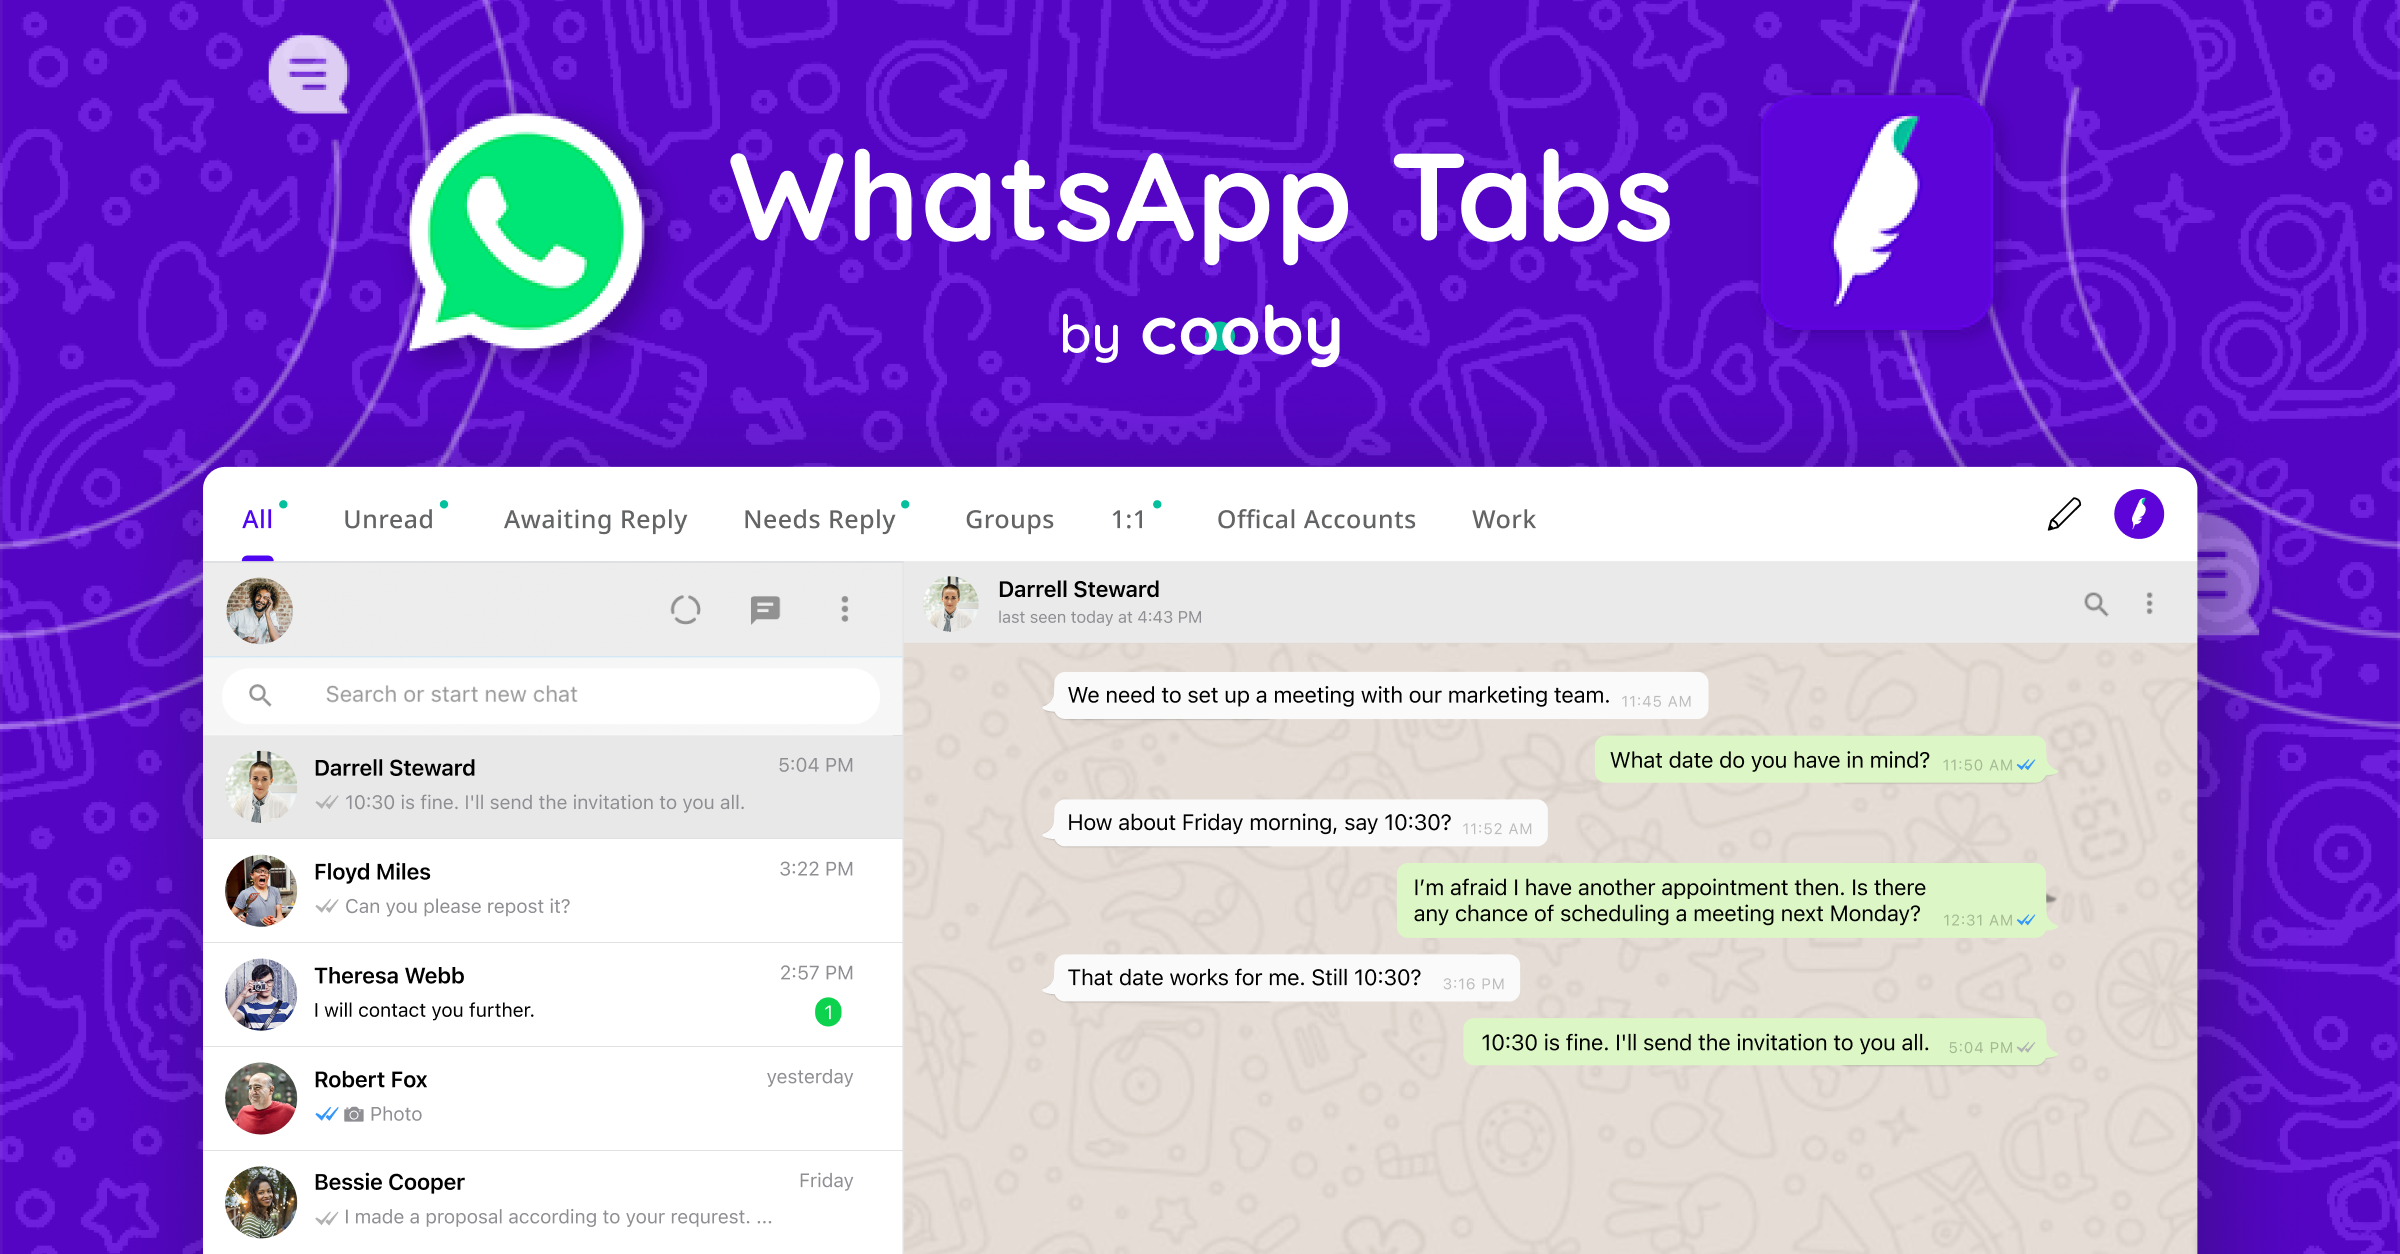 WhatsApp Tabs
by cooby
All
Unread
Awaiting Reply
Needs Reply
Groups
1:1
Offical Accounts
Work
Search or start new chat
Darrell Steward
5:04 PM
10:30 is fine. I'll send the invitation to you all.
Floyd Miles
3:22 PM
Can you please repost it?
Theresa Webb
2:57 PM
I will contact you further.
1
Robert Fox
yesterday
Photo
Bessie Cooper
Friday
I made a proposal according to your requrest. ...
Darrell Steward
last seen today at 4:43 PM
We need to set up a meeting with our marketing team.
11:45 AM
What date do you have in mind?
11:50 AM
How about Friday morning, say 10:30?
11:52 AM
I’m afraid I have another appointment then. Is there
any chance of scheduling a meeting next Monday?
12:31 AM
That date works for me. Still 10:30?
3:16 PM
10:30 is fine. I'll send the invitation to you all.
5:04 PM